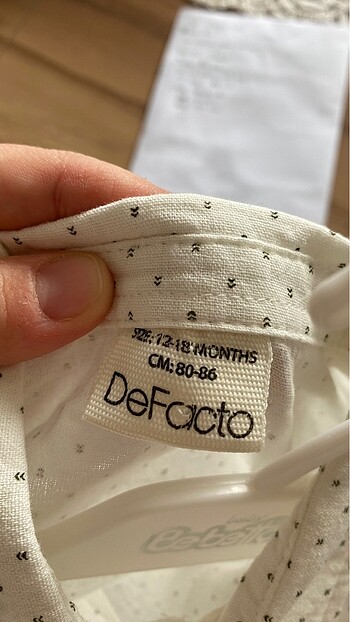 SIZE: 12-18 MONTHS
CM: 80-86
DeFacto